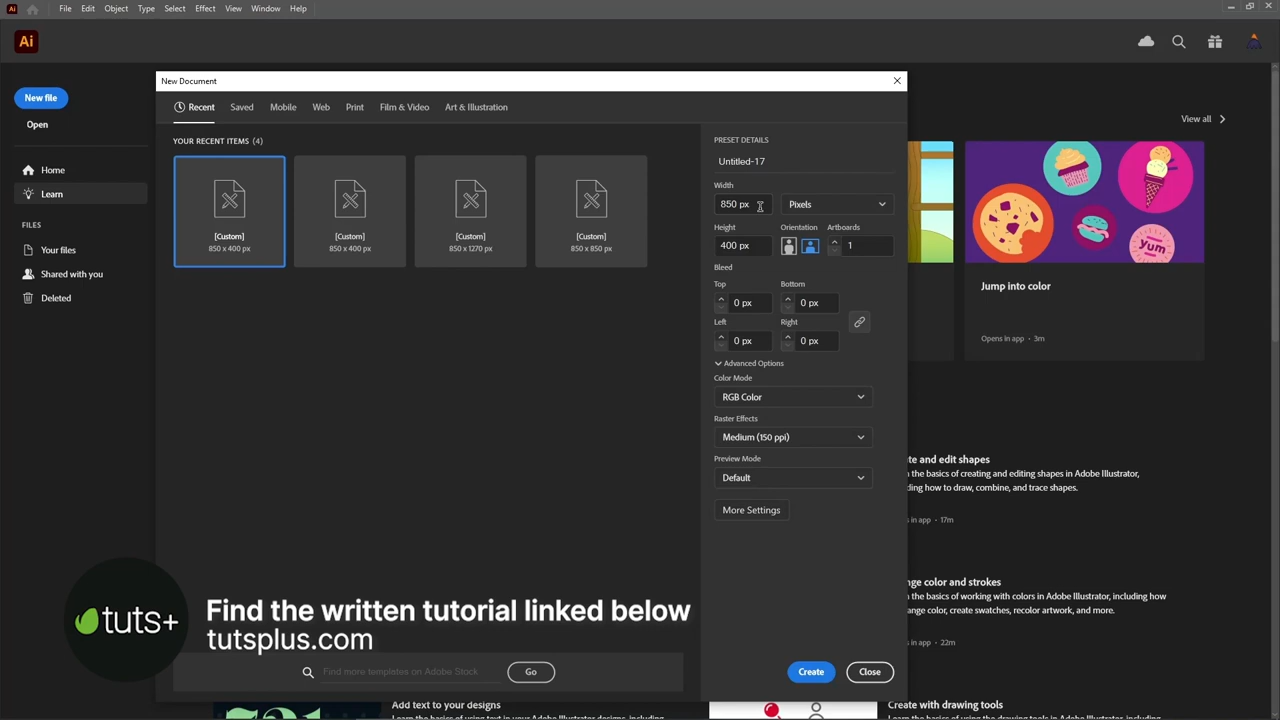 Ai
File Edit Object Type Select Effect View Window Help
Ai
New file
Open
Home
Learn
FILES
Your files
Shared with you
Deleted
New Document
Recent Saved Mobile Web Print Film & Video Art & Illustration
YOUR RECENT ITEMS (4)
[Custom]
850 x 400 px
[Custom]
850 x 400 px
[Custom]
850 x 1270 px
[Custom]
850 x 850 px
Find more templates on Adobe Stock
Go
PRESET DETAILS
Untitled-17
Width
850 px Pixels
Height Orientation Artboards
400 px 1
Bleed
Top Bottom
0 px 0 px
Left Right
0 px 0 px
Advanced Options
Color Mode
RGB Color
Raster Effects
Medium (150 ppi)
Preview Mode
Default
More Settings
Create Close
View all
yum
Jump into color
Opens in app • 3m
and edit shapes
the basics of creating and editing shapes in Adobe Illustrator,
how to draw, combine, and trace shapes.
in app • 17m
color and strokes
the basics of working with colors in Adobe Illustrator, including how
create swatches, recolor artwork, and more.
in app • 22m
tuts+
Find the written tutorial linked below
tutsplus.com
Add text to your designs
Create with drawing tools